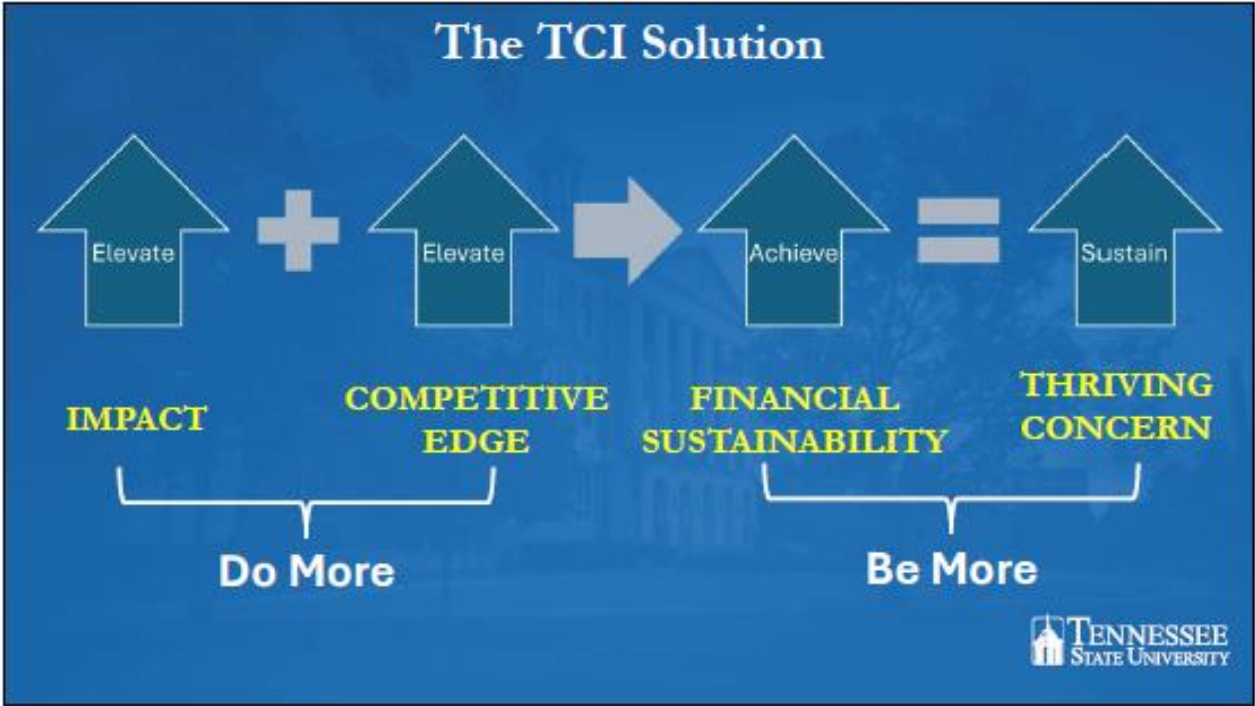 The TCI Solution
Elevate
Elevate
Achieve
Sustain
IMPACT
COMPETITIVE
EDGE
FINANCIAL
SUSTAINABILITY
THRIVING
CONCERN
Do More
Be More
TENNESSEE
STATE UNIVERSITY